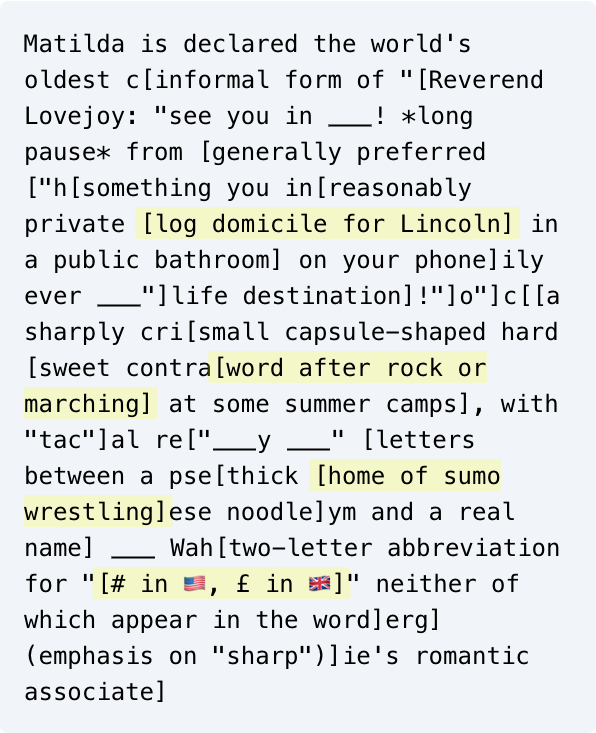 Matilda is declared the world's
oldest c[informal form of "[Reverend
Lovejoy: "see you in ___! *long
pause* from [generally preferred
["h[something you in[reasonably
private [log domicile for Lincoln] in
a public bathroom] on your phone]ily
ever ___"]life destination]!"]o"]c[[a
sharply cri[small capsule–shaped hard
[sweet contra[word after rock or
marching] at some summer camps], with
"tac"]al re["___y ___" [letters
between a pse[thick [home of sumo
wrestling]ese noodle]ym and a real
name] ___ Wah[two–letter abbreviation
for "[# in 🇺🇸, £ in 🇬🇧]" neither of
which appear in the word]erg]
(emphasis on "sharp")]ie's romantic
associate]